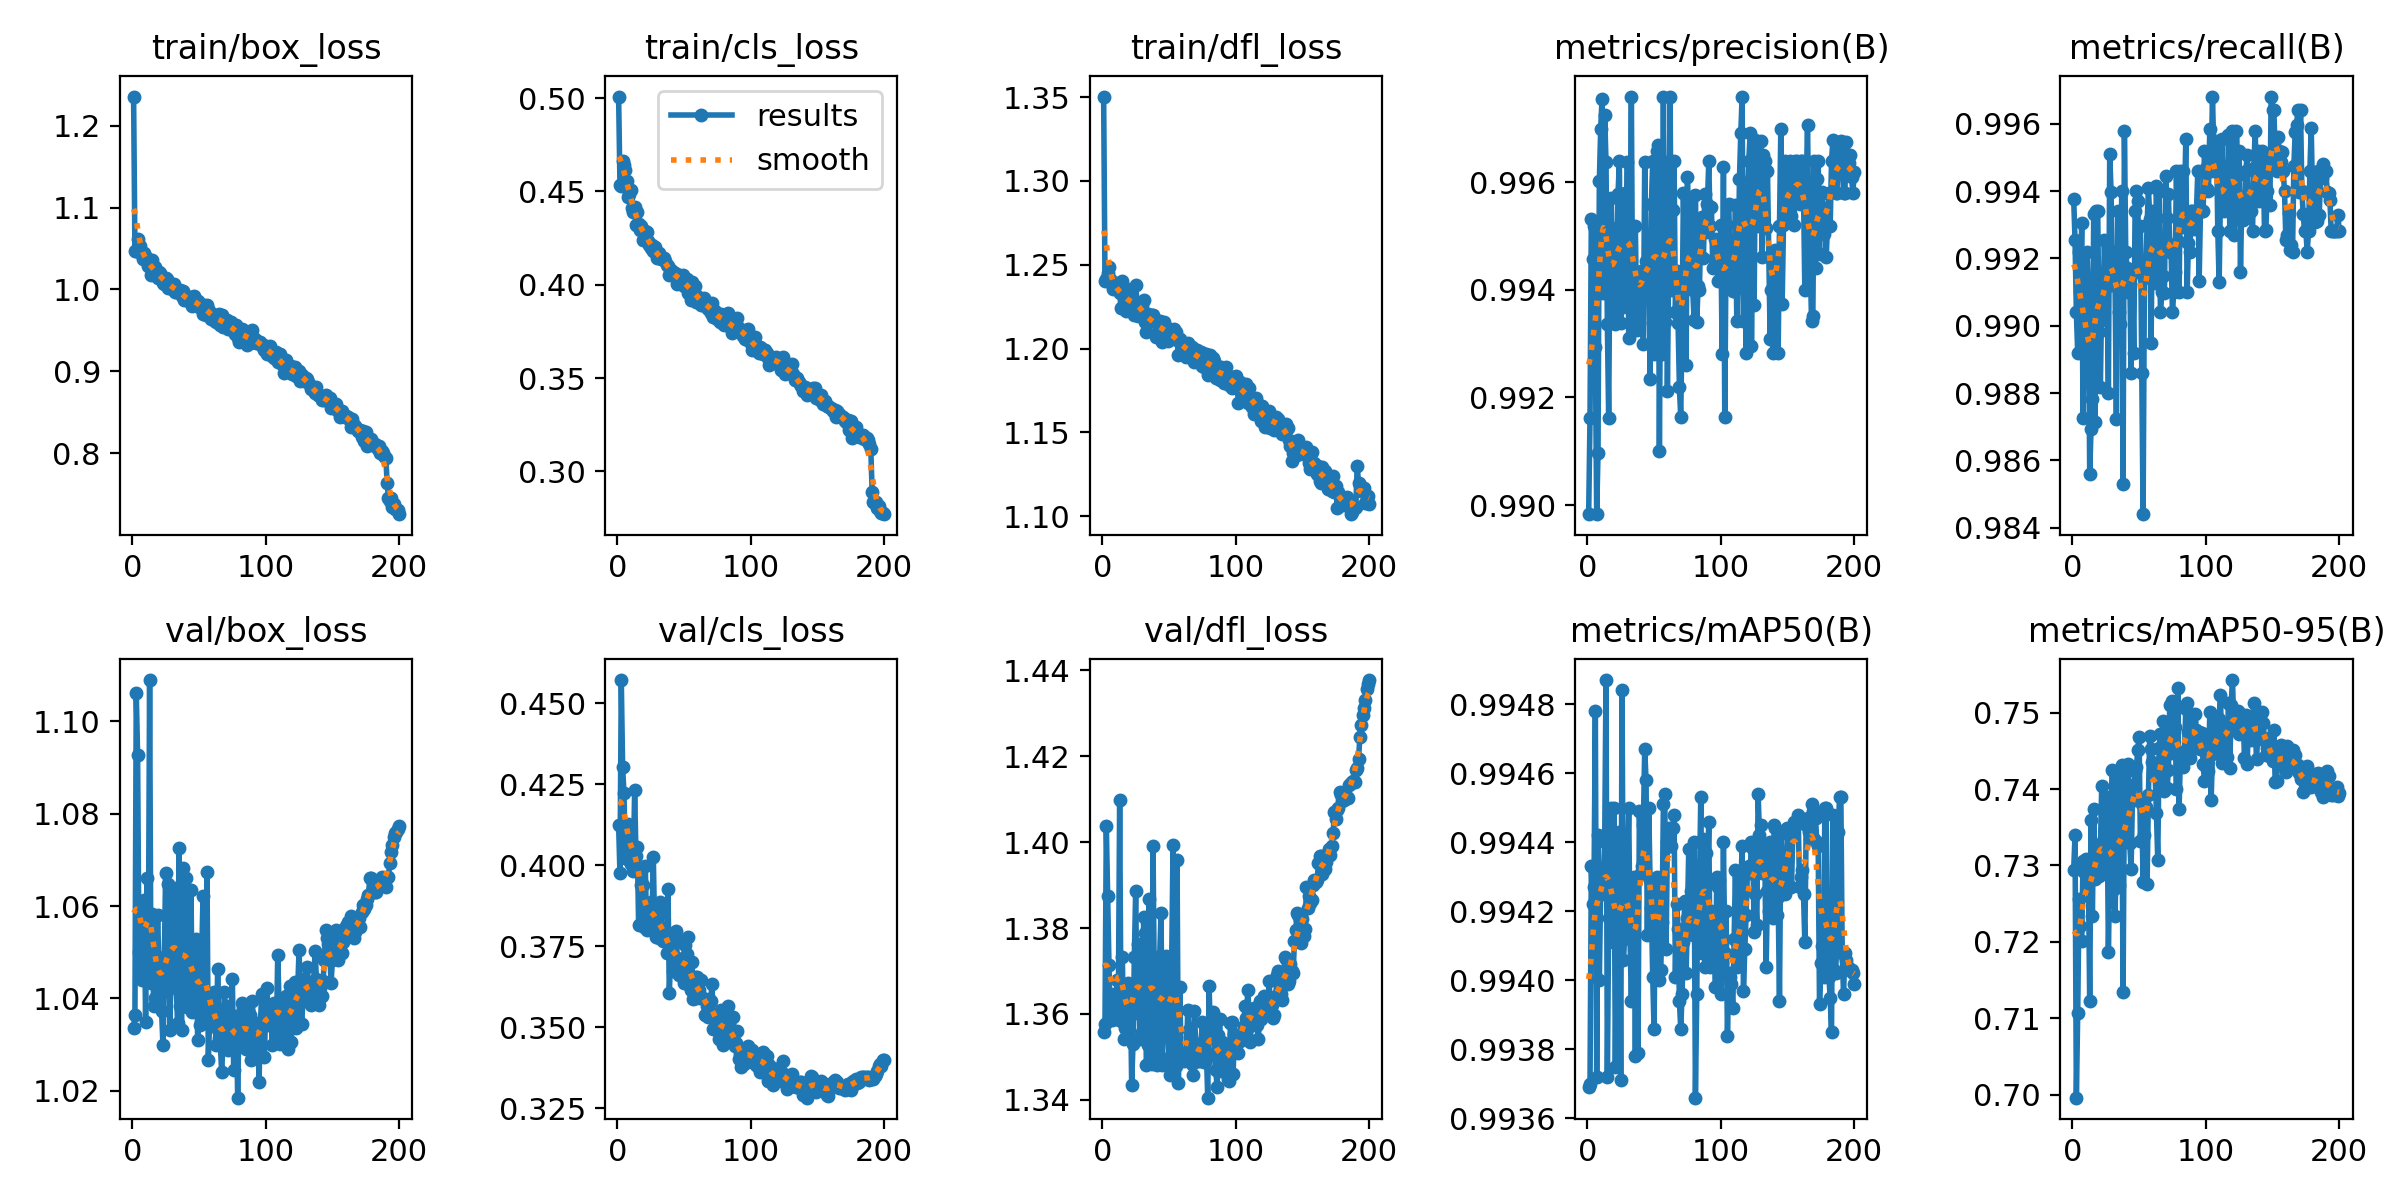 train/box_loss
1.2
1.1
1.0
0.9
0.8
0 100 200
train/cls_loss
results
smooth
0.50
0.45
0.40
0.35
0.30
0 100 200
train/dfl_loss
1.35
1.30
1.25
1.20
1.15
1.10
0 100 200
metrics/precision(B)
0.996
0.994
0.992
0.990
0 100 200
metrics/recall(B)
0.996
0.994
0.992
0.990
0.988
0.986
0.984
0 100 200
val/box_loss
1.10
1.08
1.06
1.04
1.02
0 100 200
val/cls_loss
0.450
0.425
0.400
0.375
0.350
0.325
0 100 200
val/dfl_loss
1.44
1.42
1.40
1.38
1.36
1.34
0 100 200
metrics/mAP50(B)
0.9948
0.9946
0.9944
0.9942
0.9940
0.9938
0.9936
0 100 200
metrics/mAP50-95(B)
0.75
0.74
0.73
0.72
0.71
0.70
0 100 200